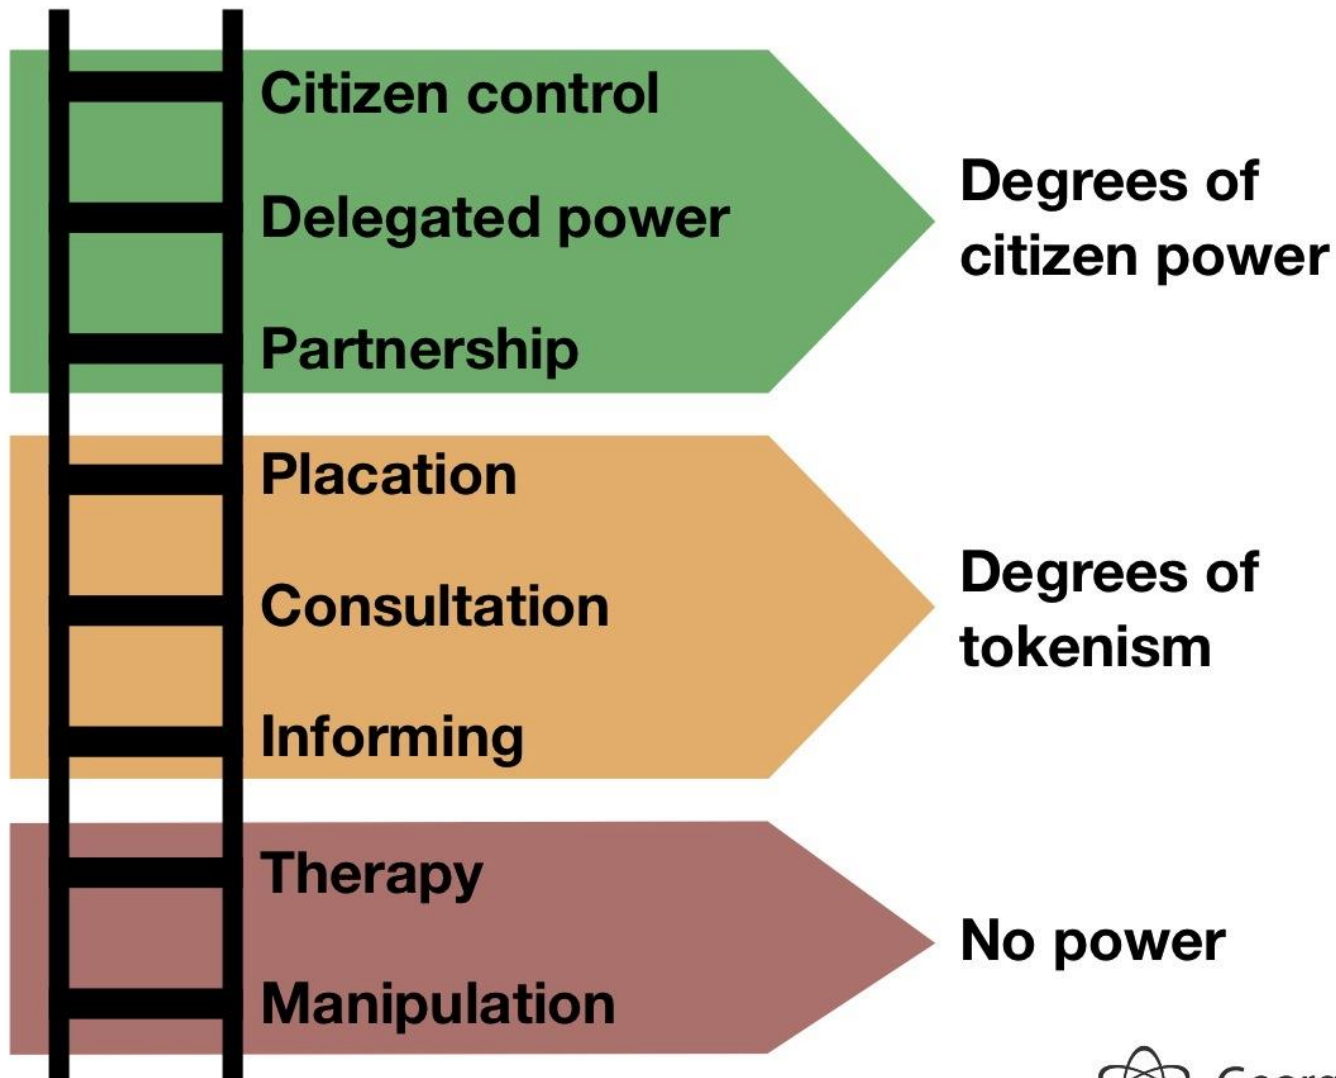 Citizen control
Delegated power
Partnership
Degrees of
citizen power
Placation
Consultation
Informing
Degrees of
tokenism
Therapy
Manipulation
No power